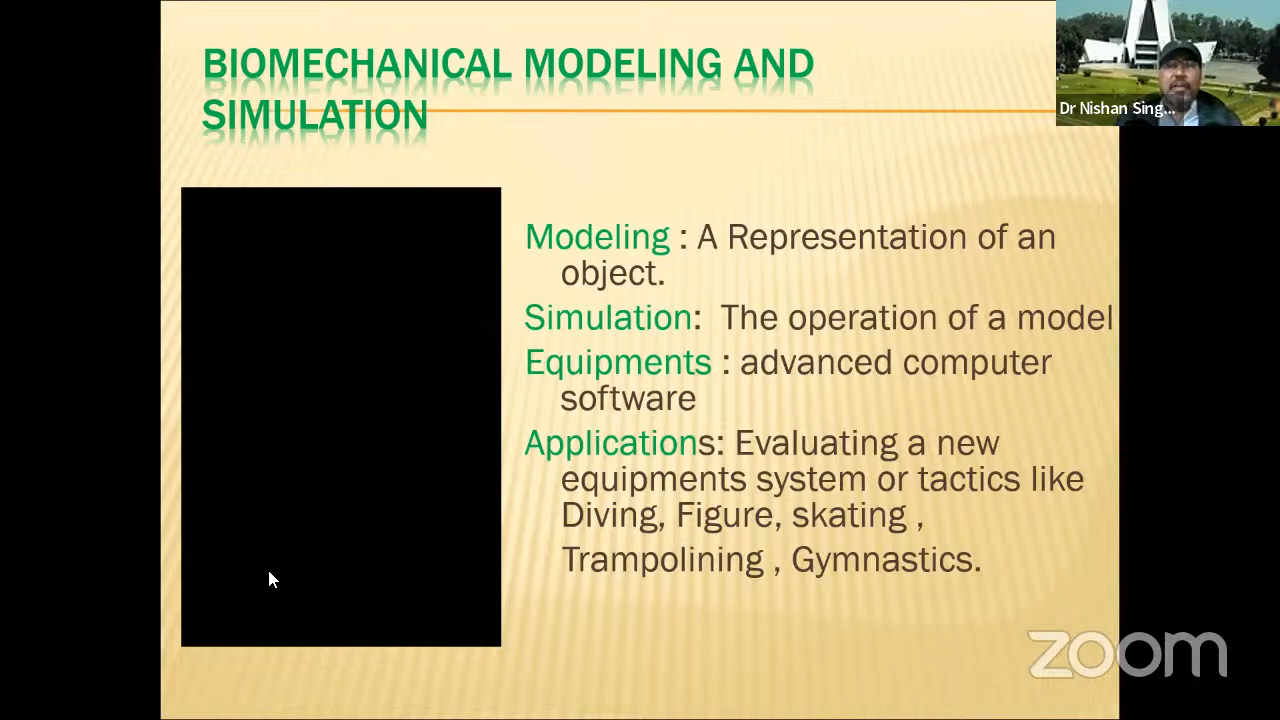 BIOMECHANICAL MODELING AND
SIMULATION
Dr Nishan Sing...
Modeling : A Representation of an
object.
Simulation: The operation of a model
Equipments : advanced computer
software
Applications: Evaluating a new
equipments system or tactics like
Diving, Figure, skating ,
Trampolining , Gymnastics.
zoom